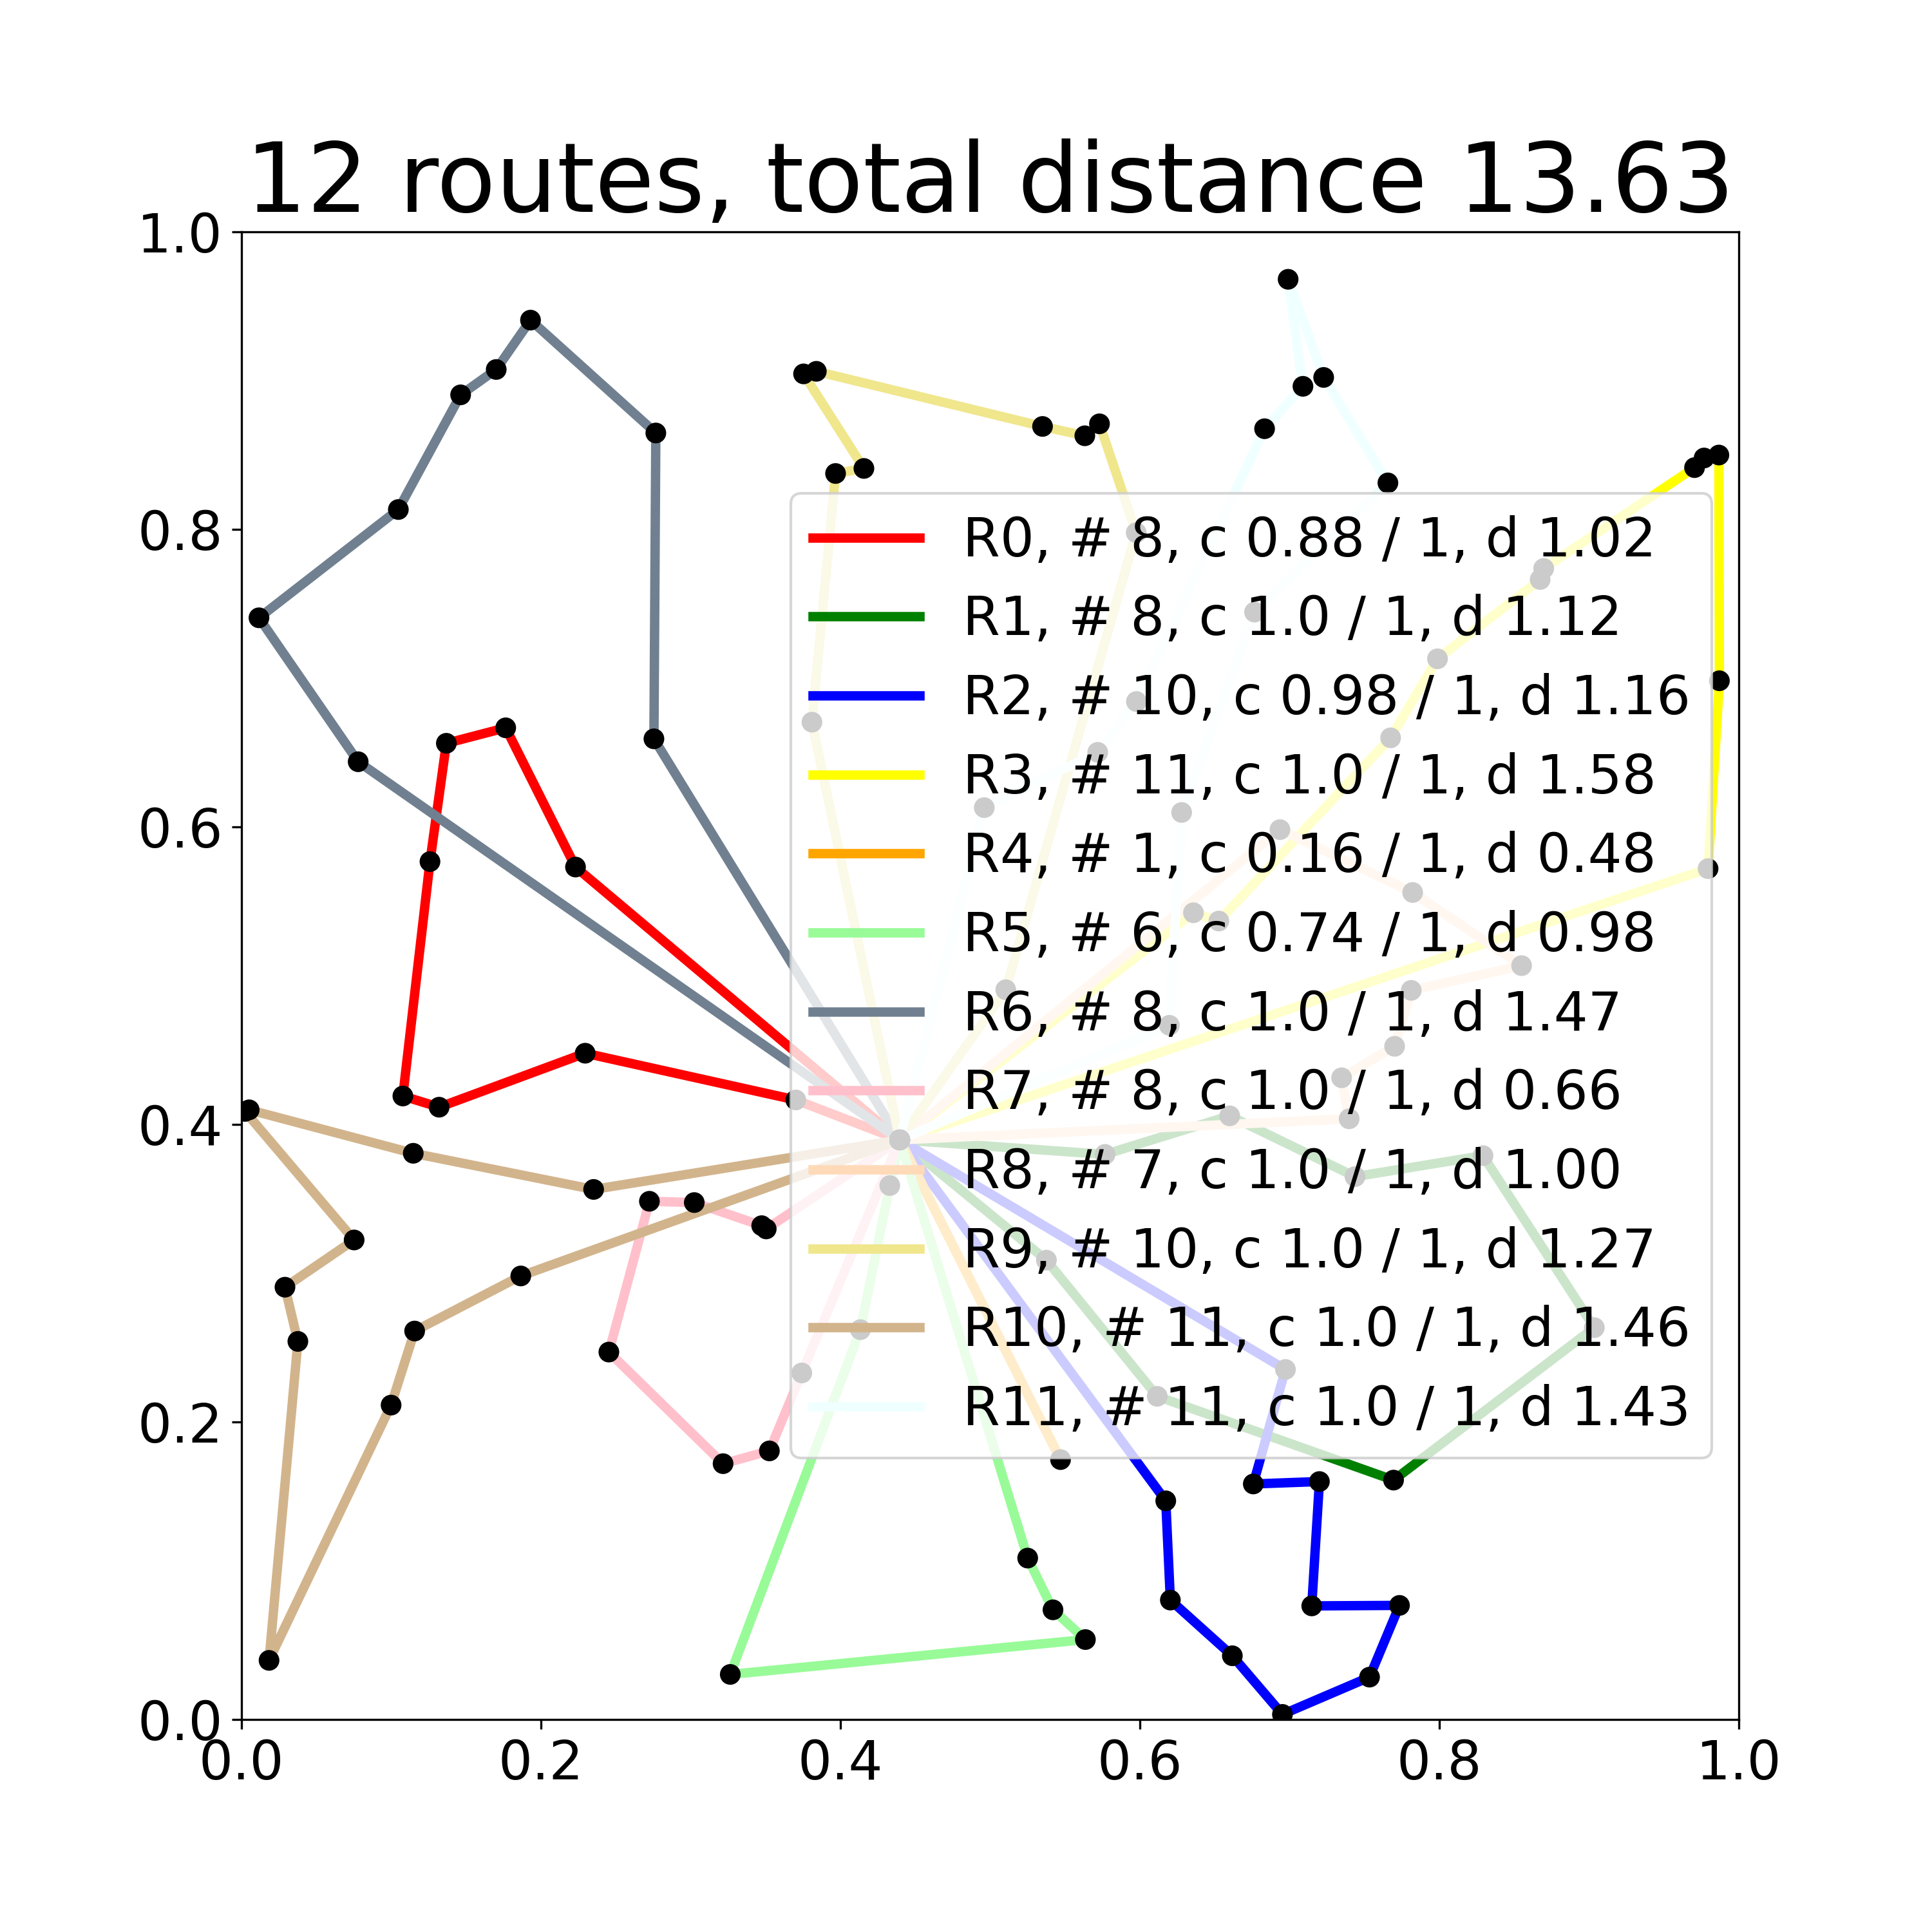 12 routes, total distance 13.63
1.0
0.8
0.6
0.4
0.2
0.0
R0, # 8, c 0.88 / 1, d 1.02
R1, # 8, c 1.0 / 1, d 1.12
R2, # 10, c 0.98 / 1, d 1.16
R3, # 11, c 1.0 / 1, d 1.58
R4, # 1, c 0.16 / 1, d 0.48
R5, # 6, c 0.74 / 1, d 0.98
R6, # 8, c 1.0 / 1, d 1.47
R7, # 8, c 1.0 / 1, d 0.66
R8, # 7, c 1.0 / 1, d 1.00
R9, # 10, c 1.0 / 1, d 1.27
R10, # 11, c 1.0 / 1, d 1.46
R11, # 11, c 1.0 / 1, d 1.43
0.0 0.2 0.4 0.6 0.8 1.0